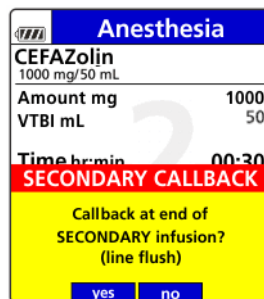 Anesthesia
CEFAZolin
1000 mg/50 mL
Amount mg 1000
VTBI mL 50
Time hr:min 00:30
SECONDARY CALLBACK
Callback at end of
SECONDARY infusion?
(line flush)
yes no